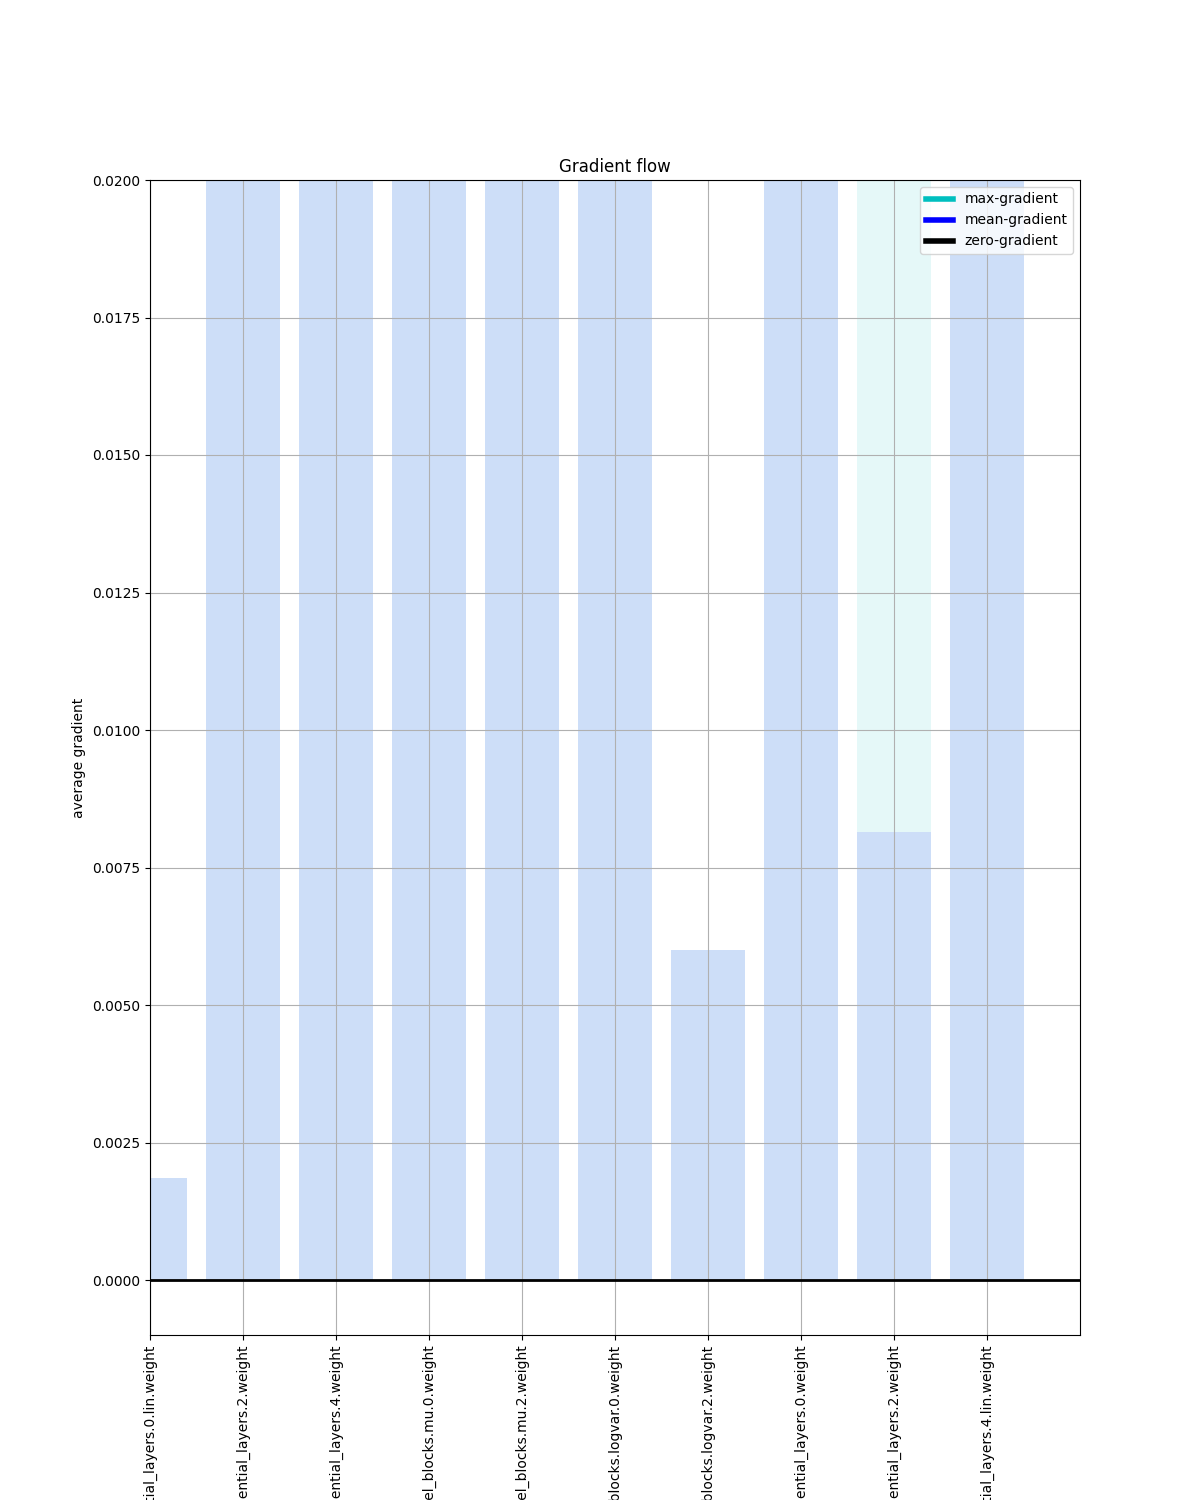 Gradient flow
max-gradient
mean-gradient
zero-gradient
0.0200
0.0175
0.0150
0.0125
0.0100
0.0075
0.0050
0.0025
0.0000
average gradient
tial_layers.0.lin.weight
ential_layers.2.weight
ential_layers.4.weight
el_blocks.mu.0.weight
el_blocks.mu.2.weight
blocks.logvar.0.weight
blocks.logvar.2.weight
ential_layers.0.weight
ential_layers.2.weight
tial_layers.4.lin.weight